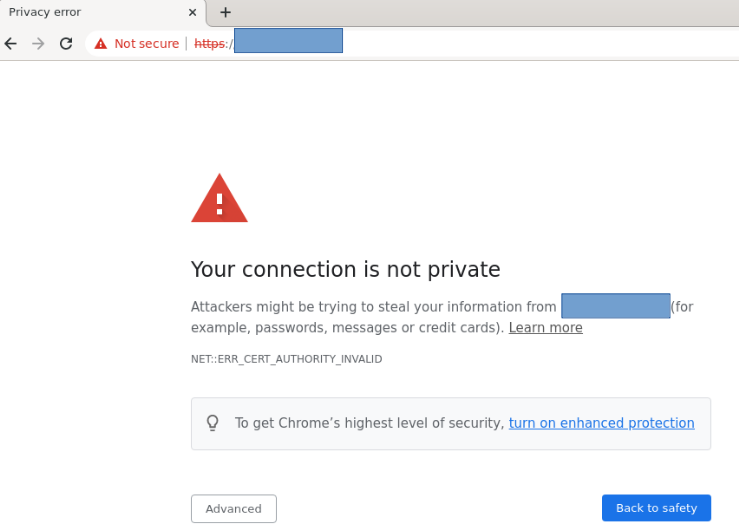 Privacy error
Not secure https:/
Your connection is not private
Attackers might be trying to steal your information from (for
example, passwords, messages or credit cards). Learn more
NET::ERR_CERT_AUTHORITY_INVALID
To get Chrome’s highest level of security, turn on enhanced protection
Advanced Back to safety